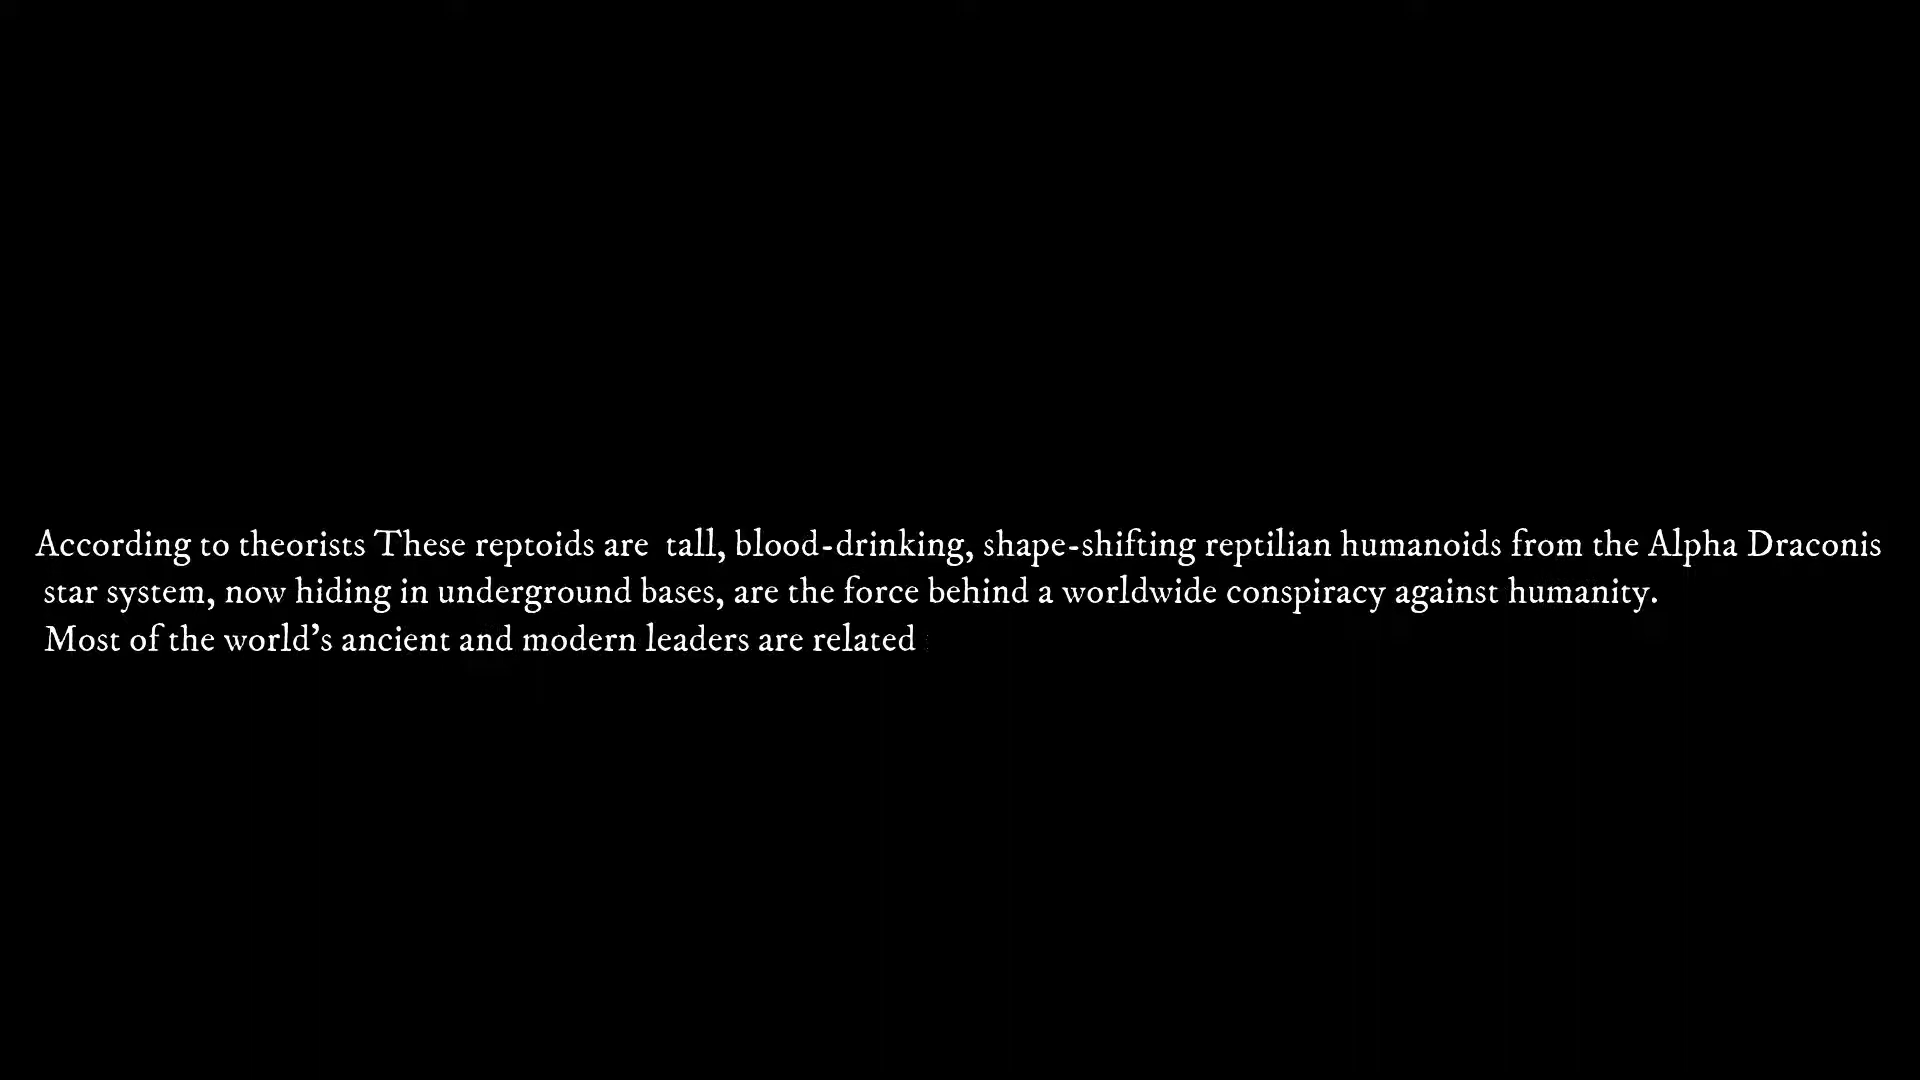 According to theorists These reptoids are  tall, blood-drinking, shape-shifting reptilian humanoids from the Alpha Draconis
star system, now hiding in underground bases, are the force behind a worldwide conspiracy against humanity.
Most of the world's ancient and modern leaders are related